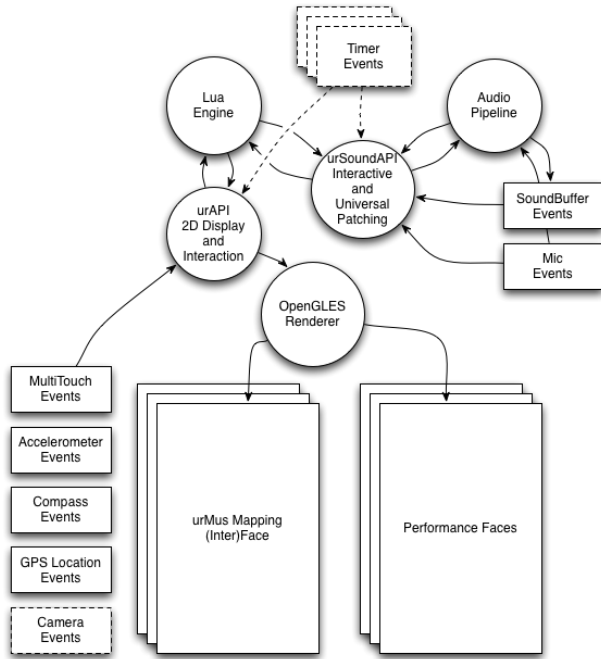 Timer
Events
Lua
Engine
Audio
Pipeline
urSoundAPI
Interactive
and
Universal
Patching
SoundBuffer
Events
urAPI
2D Display
and
Interaction
Mic
Events
OpenGLES
Renderer
MultiTouch
Events
Accelerometer
Events
Compass
Events
GPS Location
Events
Camera
Events
urMus Mapping
(Inter)Face
Performance Faces